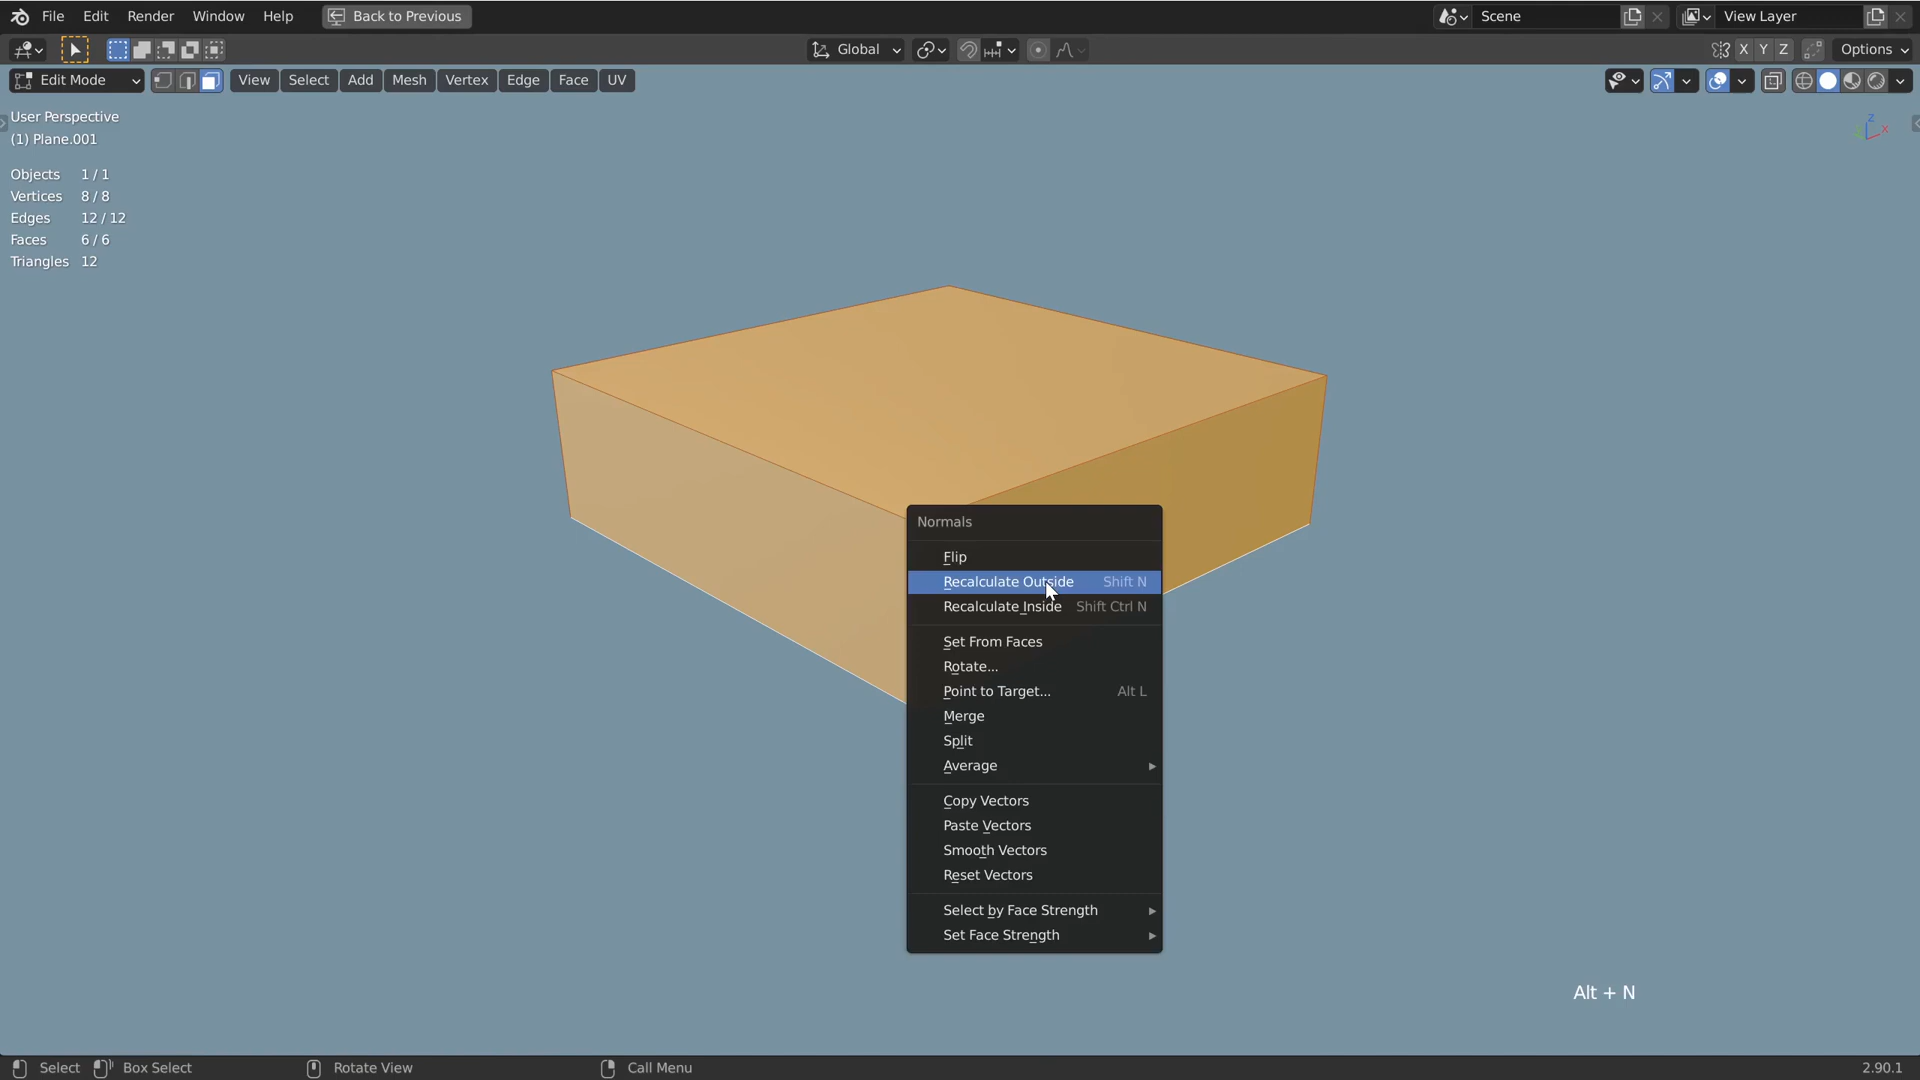 File Edit Render Window Help Back to Previous Scene View Layer
Global X Y Z Options
Edit Mode View Select Add Mesh Vertex Edge Face UV
User Perspective
(1) Plane.001
Objects 1 / 1
Vertices 8 / 8
Edges 12 / 12
Faces 6 / 6
Triangles 12
Z
X
Normals
Flip
Recalculate Outside Shift N
Recalculate Inside Shift Ctrl N
Set From Faces
Rotate...
Point to Target... Alt L
Merge
Split
Average
Copy Vectors
Paste Vectors
Smooth Vectors
Reset Vectors
Select by Face Strength
Set Face Strength
Alt + N
Select Box Select Rotate View Call Menu 2.90.1